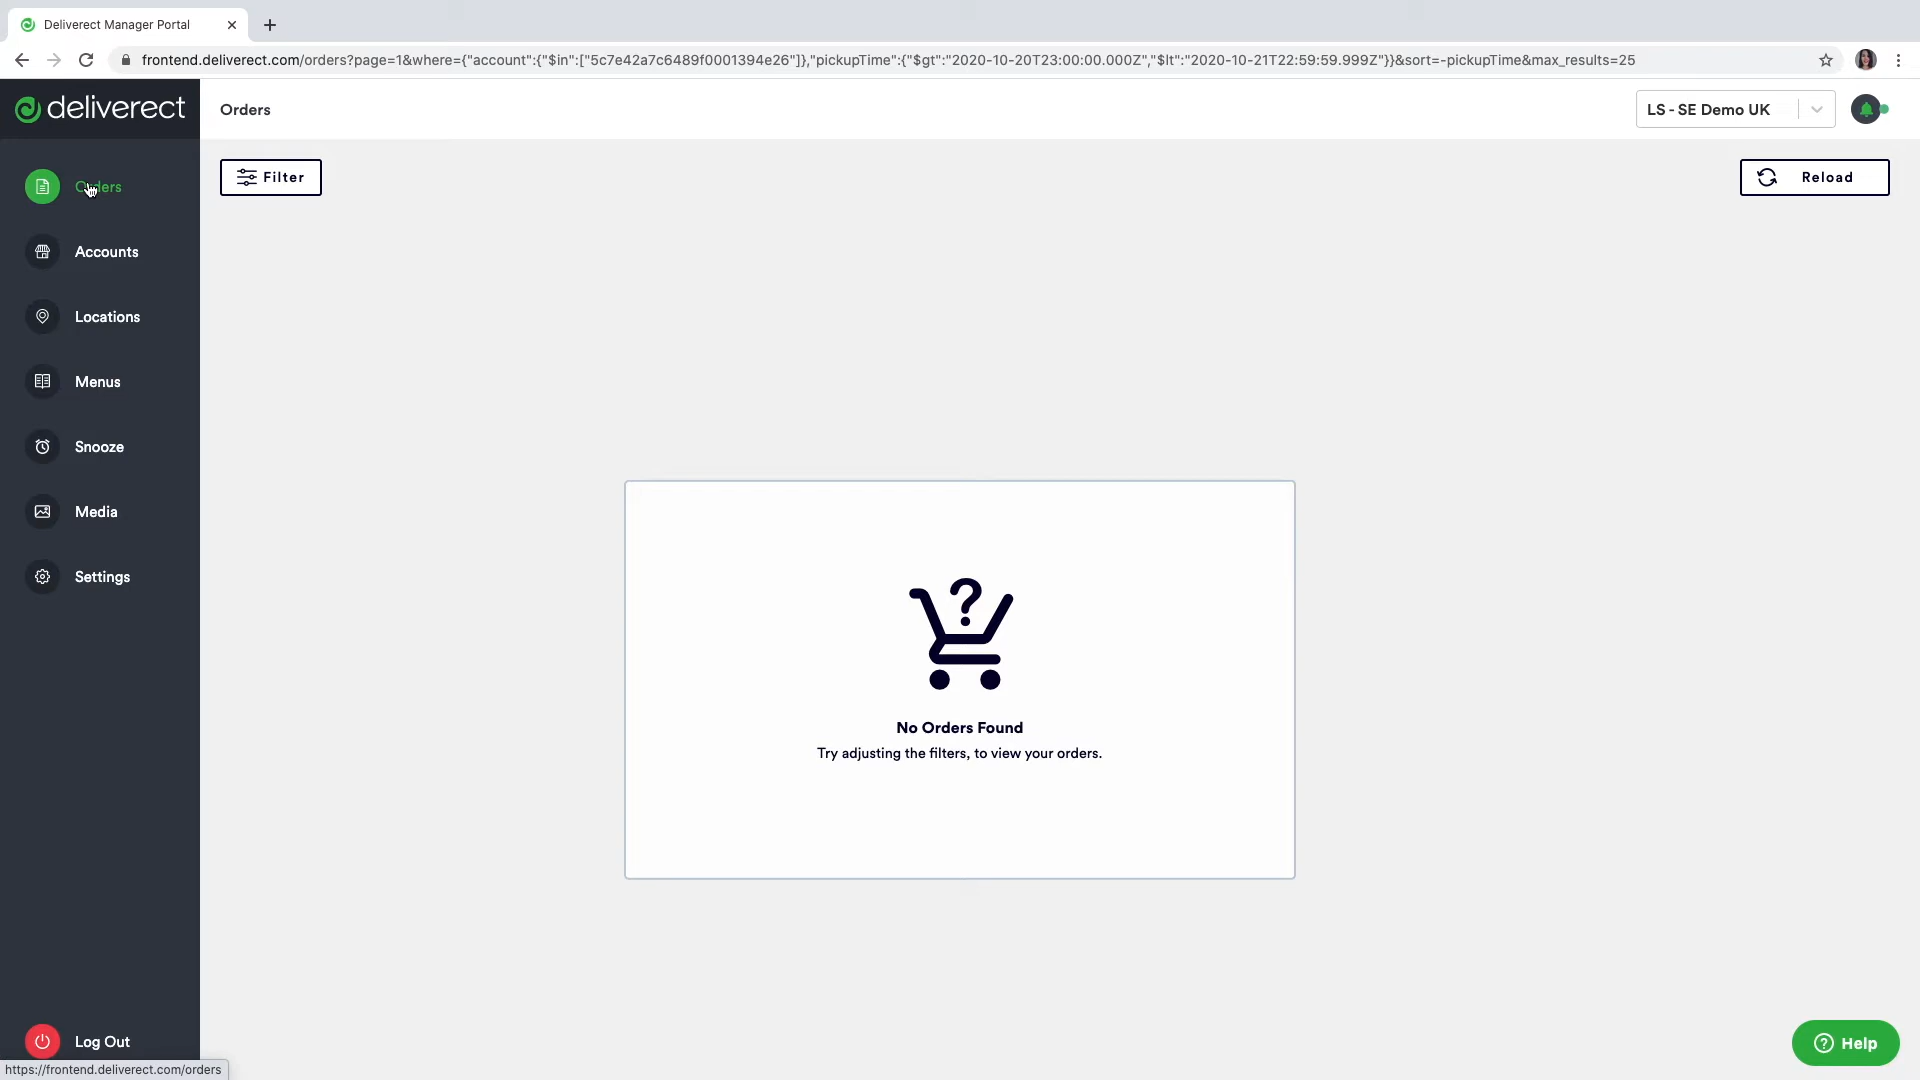 Deliverect Manager Portal
frontend.deliverect.com/orders?page=1&where={"account":{"$in":["5c7e42a7c6489f0001394e26"]},"pickupTime":{"$gt":"2020-10-20T23:00:00.000Z","$lt":"2020-10-21T22:59:59.999Z"}}&sort=-pickupTime&max_results=25
deliverect
Orders
LS - SE Demo UK
Orders
Filter
Reload
Accounts
Locations
Menus
Snooze
Media
Settings
?
No Orders Found
Try adjusting the filters, to view your orders.
Log Out
? Help
https://frontend.deliverect.com/orders